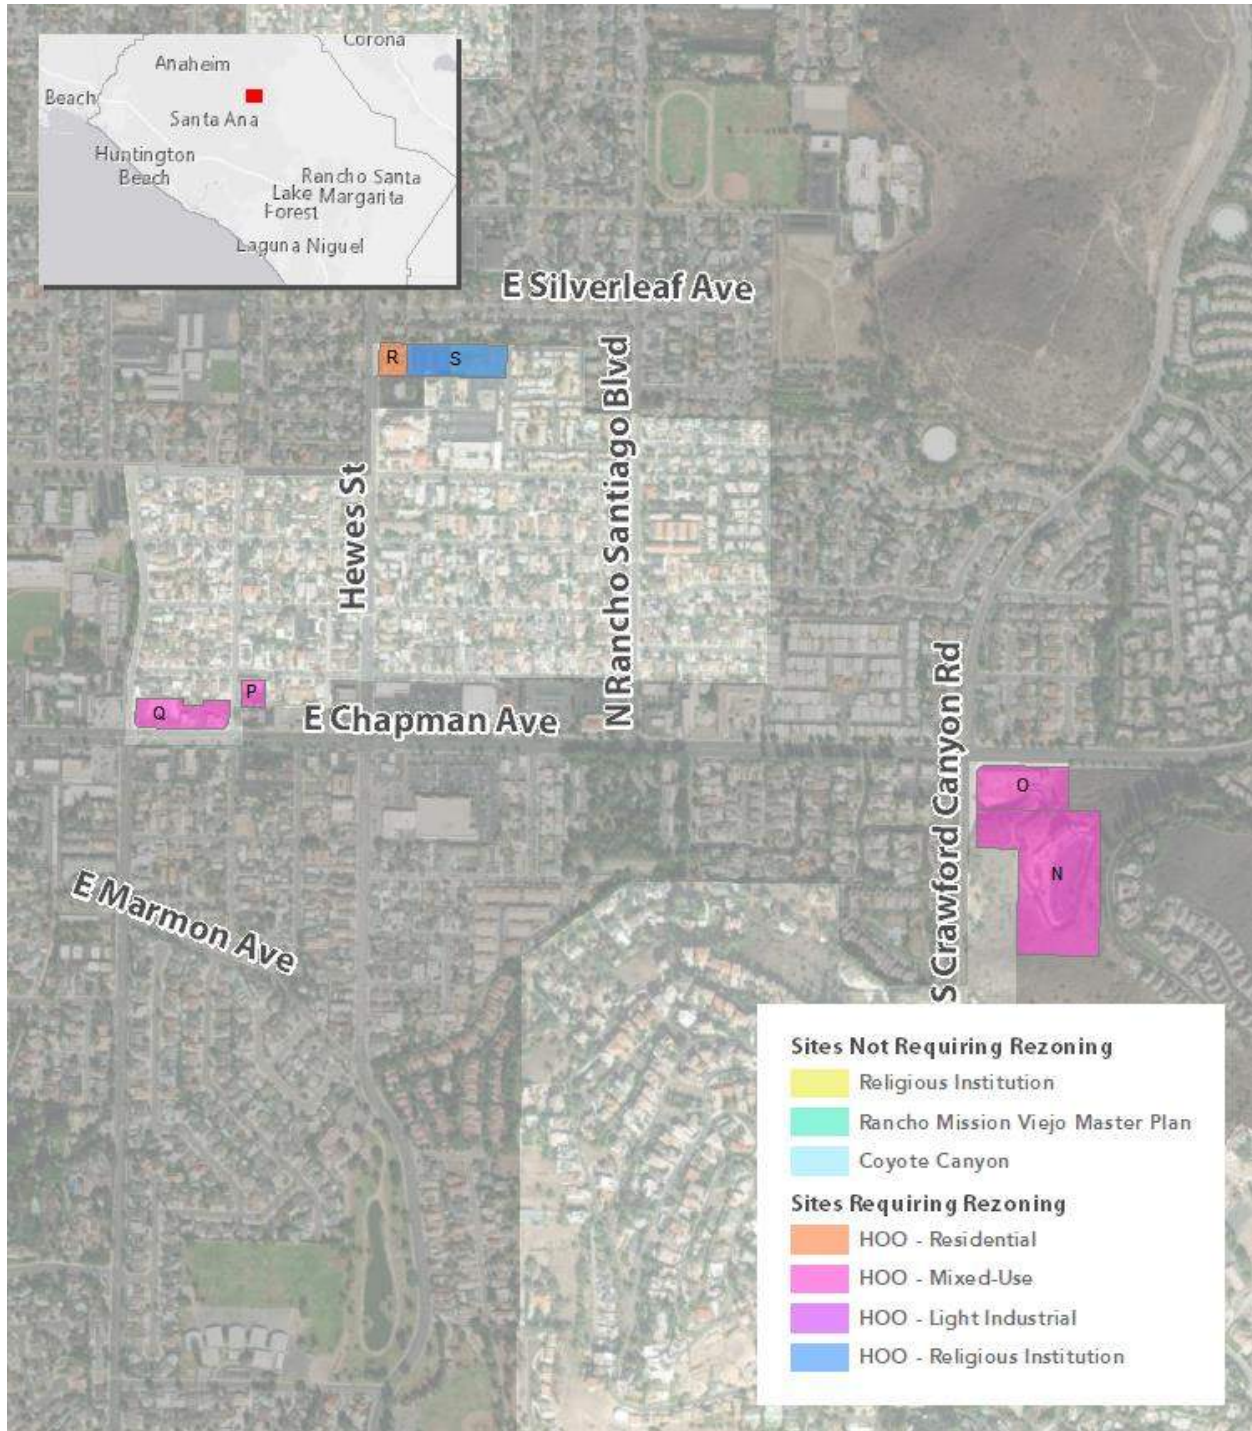 Corona
Anaheim
Beach
Santa Ana
Huntington
Beach
Rancho Santa
Lake Margarita
Forest
Laguna Niguel
E Silverleaf Ave
R
S
N Rancho Santiago Blvd
Hewes St
P
Q
E Chapman Ave
S Crawford Canyon Rd
O
N
E Marmon Ave
Sites Not Requiring Rezoning
Religious Institution
Rancho Mission Viejo Master Plan
Coyote Canyon
Sites Requiring Rezoning
HOO - Residential
HOO - Mixed-Use
HOO - Light Industrial
HOO - Religious Institution